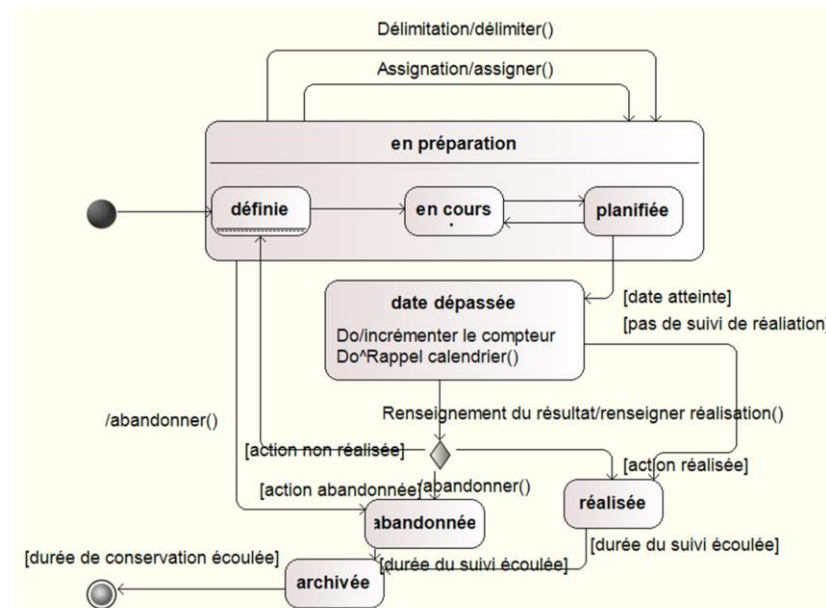 Délimitation/délimiter()
Assignation/assigner()
en préparation
définie
en cours
planifiée
date dépassée
[date atteinte]
Do/incrémenter le compteur
[pas de suivi de réaliation]
Do^Rappel calendrier()
/abandonner()
Renseignement du résultat/renseigner réalisation()
[action non réalisée]
[action réalisée]
[action abandonnée]
/abandonner()
réalisée
abandonnée
[durée de conservation écoulée]
[durée du suivi écoulée]
[durée du suivi écoulée]
archivée